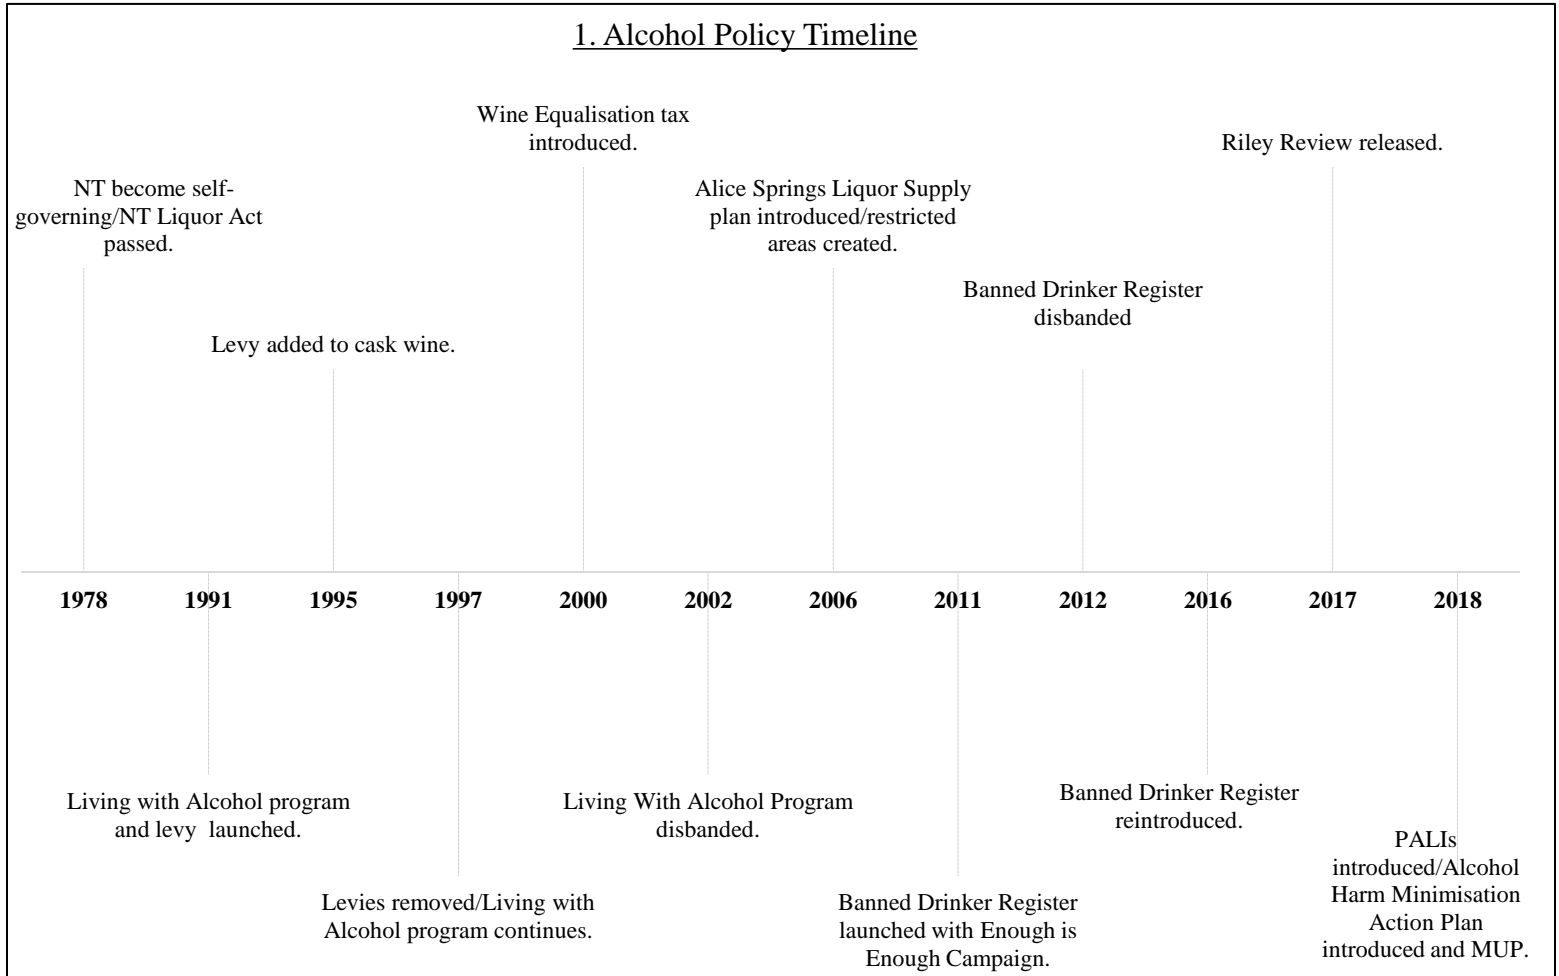 1. Alcohol Policy Timeline
Wine Equalisation tax
introduced.
Riley Review released.
NT become self-
governing/NT Liquor Act
passed.
Alice Springs Liquor Supply
plan introduced/restricted
areas created.
Banned Drinker Register
disbanded
Levy added to cask wine.
1978 1991 1995 1997 2000 2002 2006 2011 2012 2016 2017 2018
Living with Alcohol program
and levy launched.
Living With Alcohol Program
disbanded.
Banned Drinker Register
reintroduced.
PALIs
introduced/Alcohol
Harm Minimisation
Action Plan
introduced and MUP.
Levies removed/Living with
Alcohol program continues.
Banned Drinker Register
launched with Enough is
Enough Campaign.